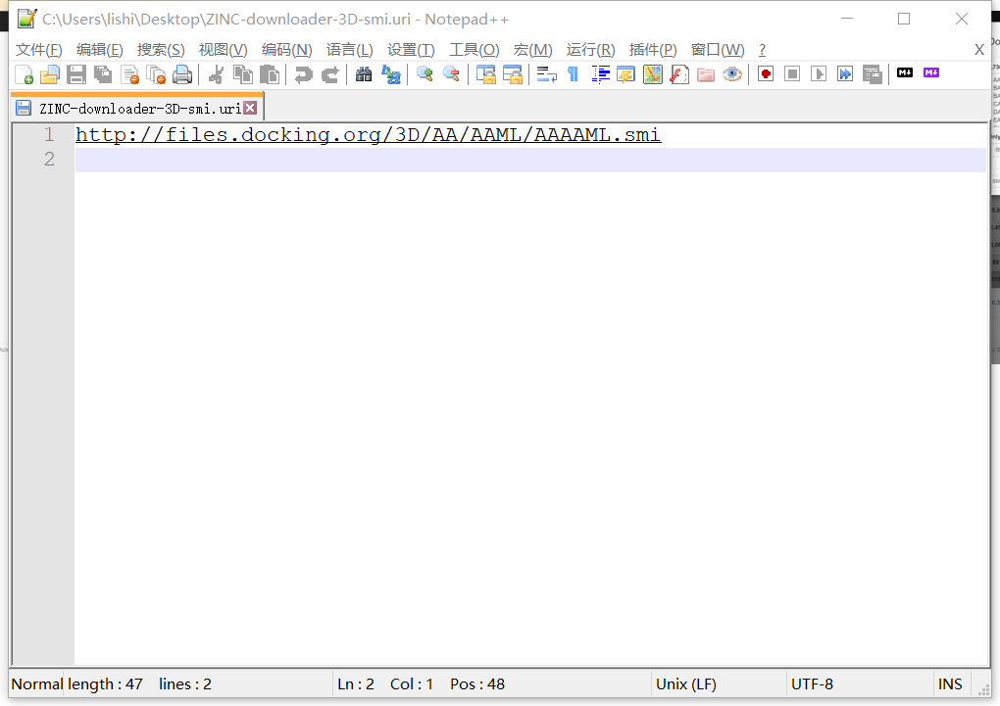 C:\Users\lishi\Desktop\ZINC-downloader-3D-smi.uri - Notepad++
文件(F) 编辑(E) 搜索(S) 视图(V) 编码(N) 语言(L) 设置(T) 工具(O) 宏(M) 运行(R) 插件(P) 窗口(W) ? X
ZINC-downloader-3D-smi.uri
1 http://files.docking.org/3D/AA/AAML/AAAAML.smi
2
Normal length : 47 lines : 2 Ln : 2 Col : 1 Pos : 48 Unix (LF) UTF-8 INS